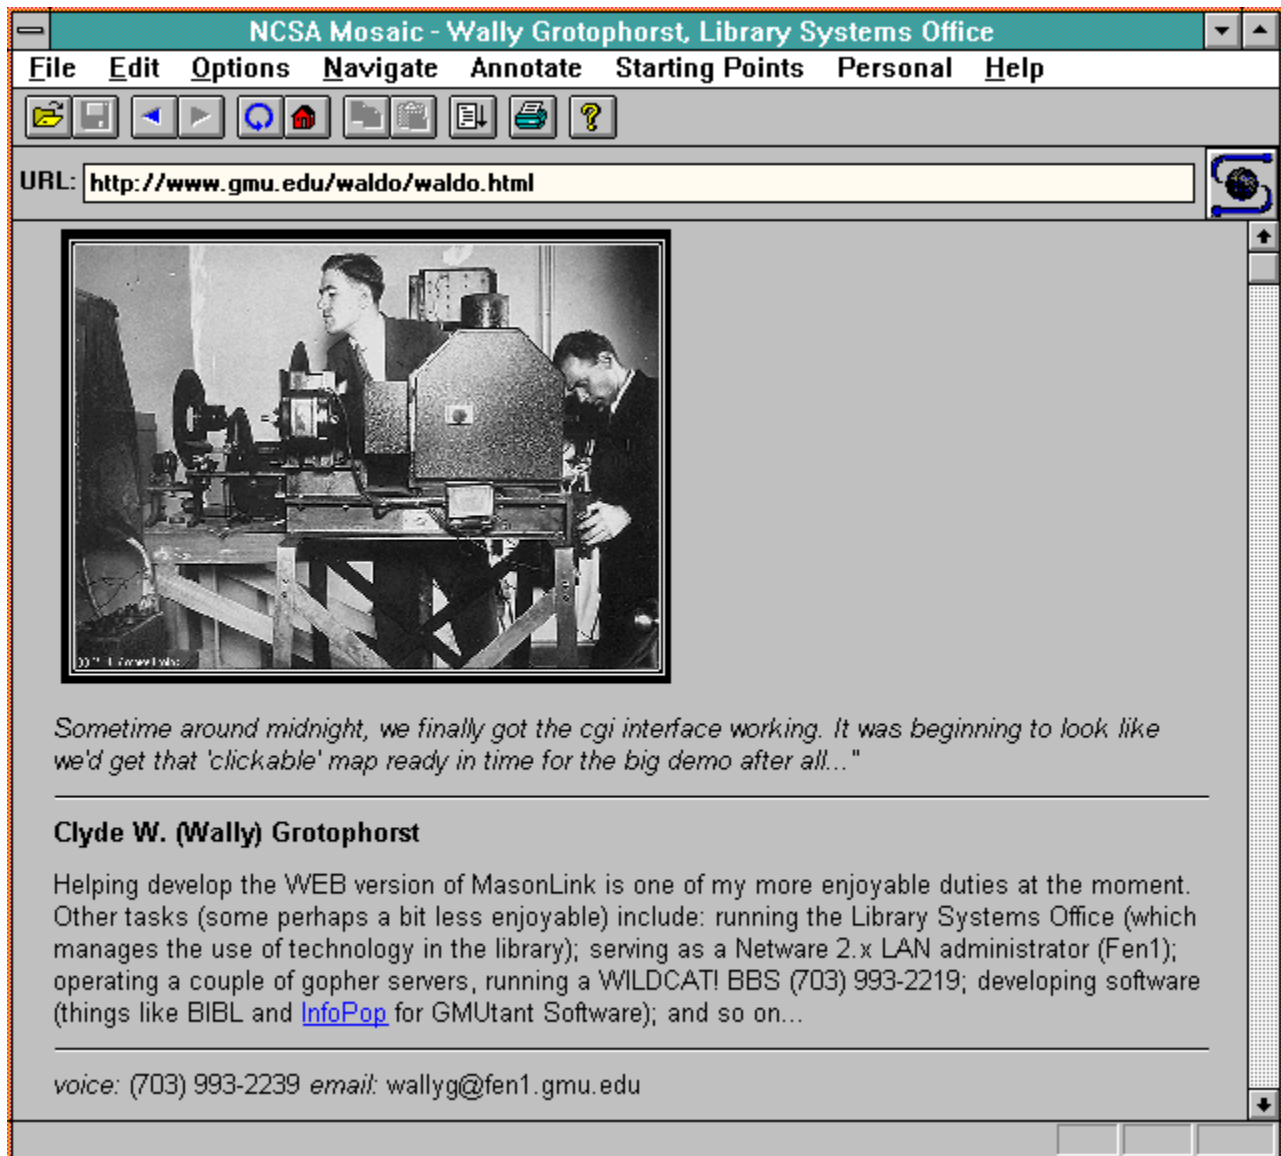 NCSA Mosaic - Wally Grotophorst, Library Systems Office
File Edit Options Navigate Annotate Starting Points Personal Help
URL: http://www.gmu.edu/waldo/waldo.html
Sometime around midnight, we finally got the cgi interface working. It was beginning to look like
we'd get that 'clickable' map ready in time for the big demo after all..."
Clyde W. (Wally) Grotophorst
Helping develop the WEB version of MasonLink is one of my more enjoyable duties at the moment.
Other tasks (some perhaps a bit less enjoyable) include: running the Library Systems Office (which
manages the use of technology in the library); serving as a Netware 2.x LAN administrator (Fen1);
operating a couple of gopher servers, running a WILDCAT! BBS (703) 993-2219; developing software
(things like BIBL and InfoPop for GMUtant Software); and so on...
voice: (703) 993-2239 email: wallyg@fen1.gmu.edu